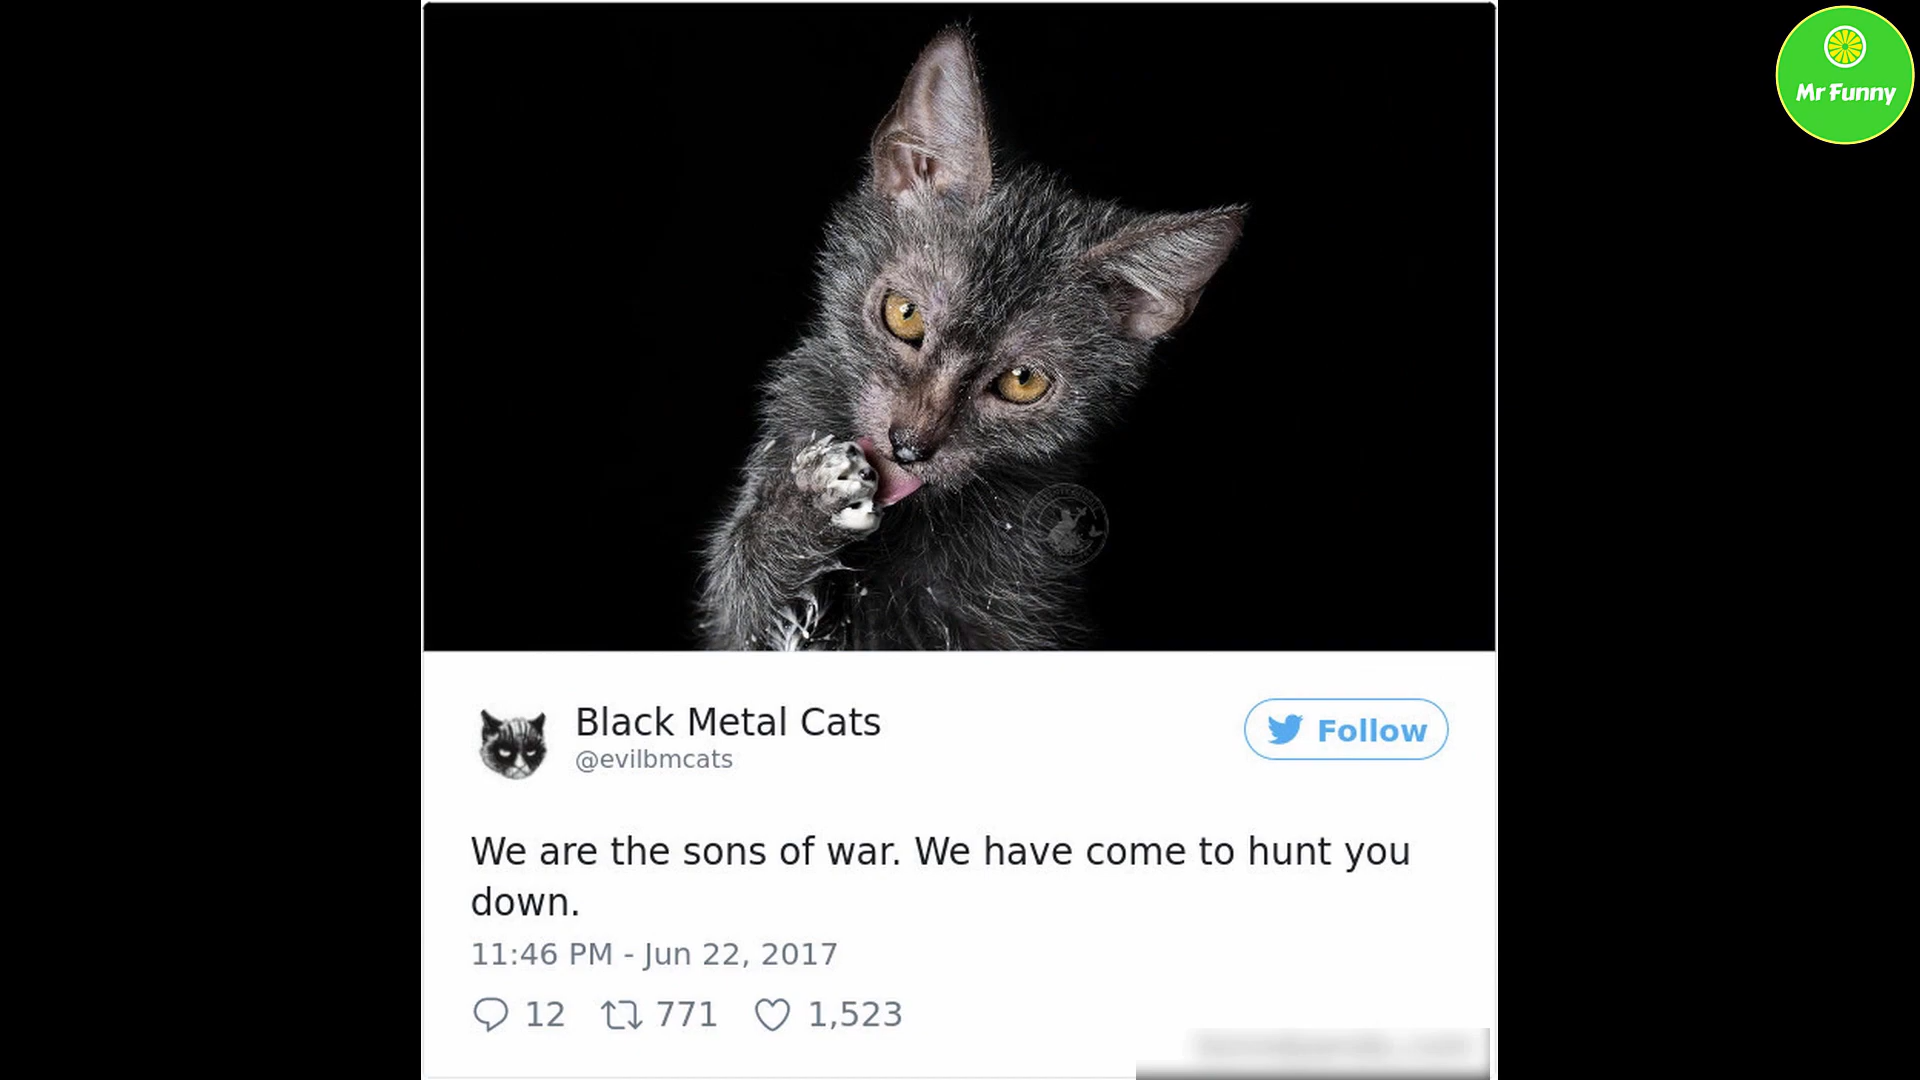 Mr Funny
Black Metal Cats
@evilbmcats
Follow
We are the sons of war. We have come to hunt you
down.
11:46 PM - Jun 22, 2017
12 771 1,523